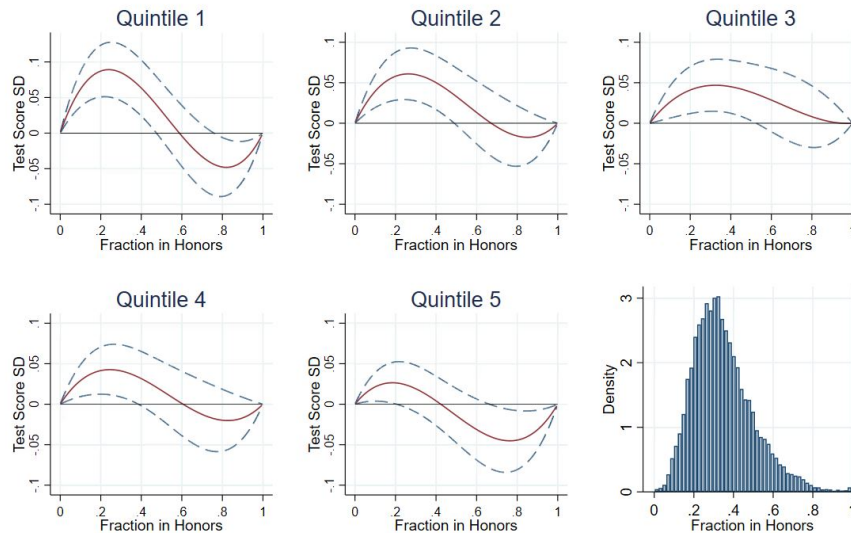 Quintile 1
Test Score SD
.1
.05
0
-.05
-.1
0 .2 .4 .6 .8 1
Fraction in Honors
Quintile 2
Test Score SD
.1
.05
0
-.05
-.1
0 .2 .4 .6 .8 1
Fraction in Honors
Quintile 3
Test Score SD
.1
.05
0
-.05
-.1
0 .2 .4 .6 .8 1
Fraction in Honors
Quintile 4
Test Score SD
.1
.05
0
-.05
-.1
0 .2 .4 .6 .8 1
Fraction in Honors
Quintile 5
Test Score SD
.1
.05
0
-.05
-.1
0 .2 .4 .6 .8 1
Fraction in Honors
Density
3
2
1
0
0 .2 .4 .6 .8 1
Fraction in Honors